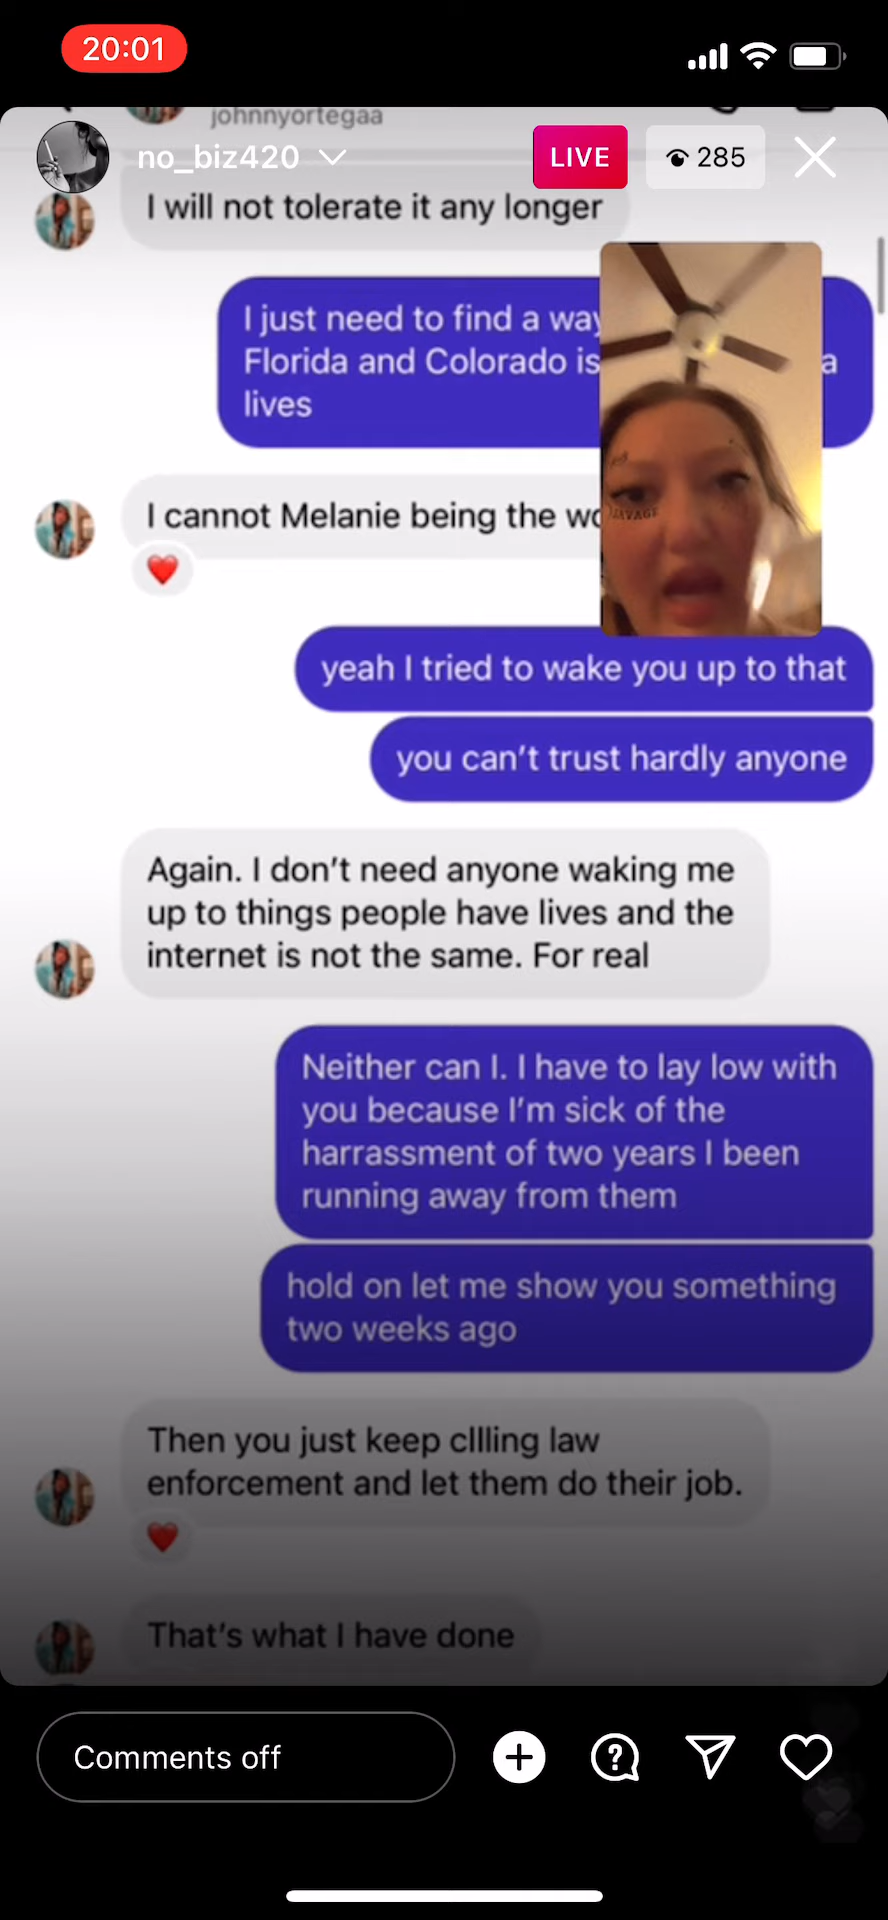 20:01
johnnyortegaa
no_biz420
LIVE
285
I will not tolerate it any longer
I just need to find a way
Florida and Colorado is a
lives
I cannot Melanie being the
SAVAGE
yeah I tried to wake you up to that
you can't trust hardly anyone
Again. I don't need anyone waking me
up to things people have lives and the
internet is not the same. For real
Neither can I. I have to lay low with
you because I'm sick of the
harrassment of two years I been
running away from them
hold on let me show you something
two weeks ago
Then you just keep cllling law
enforcement and let them do their job.
That's what I have done
Comments off